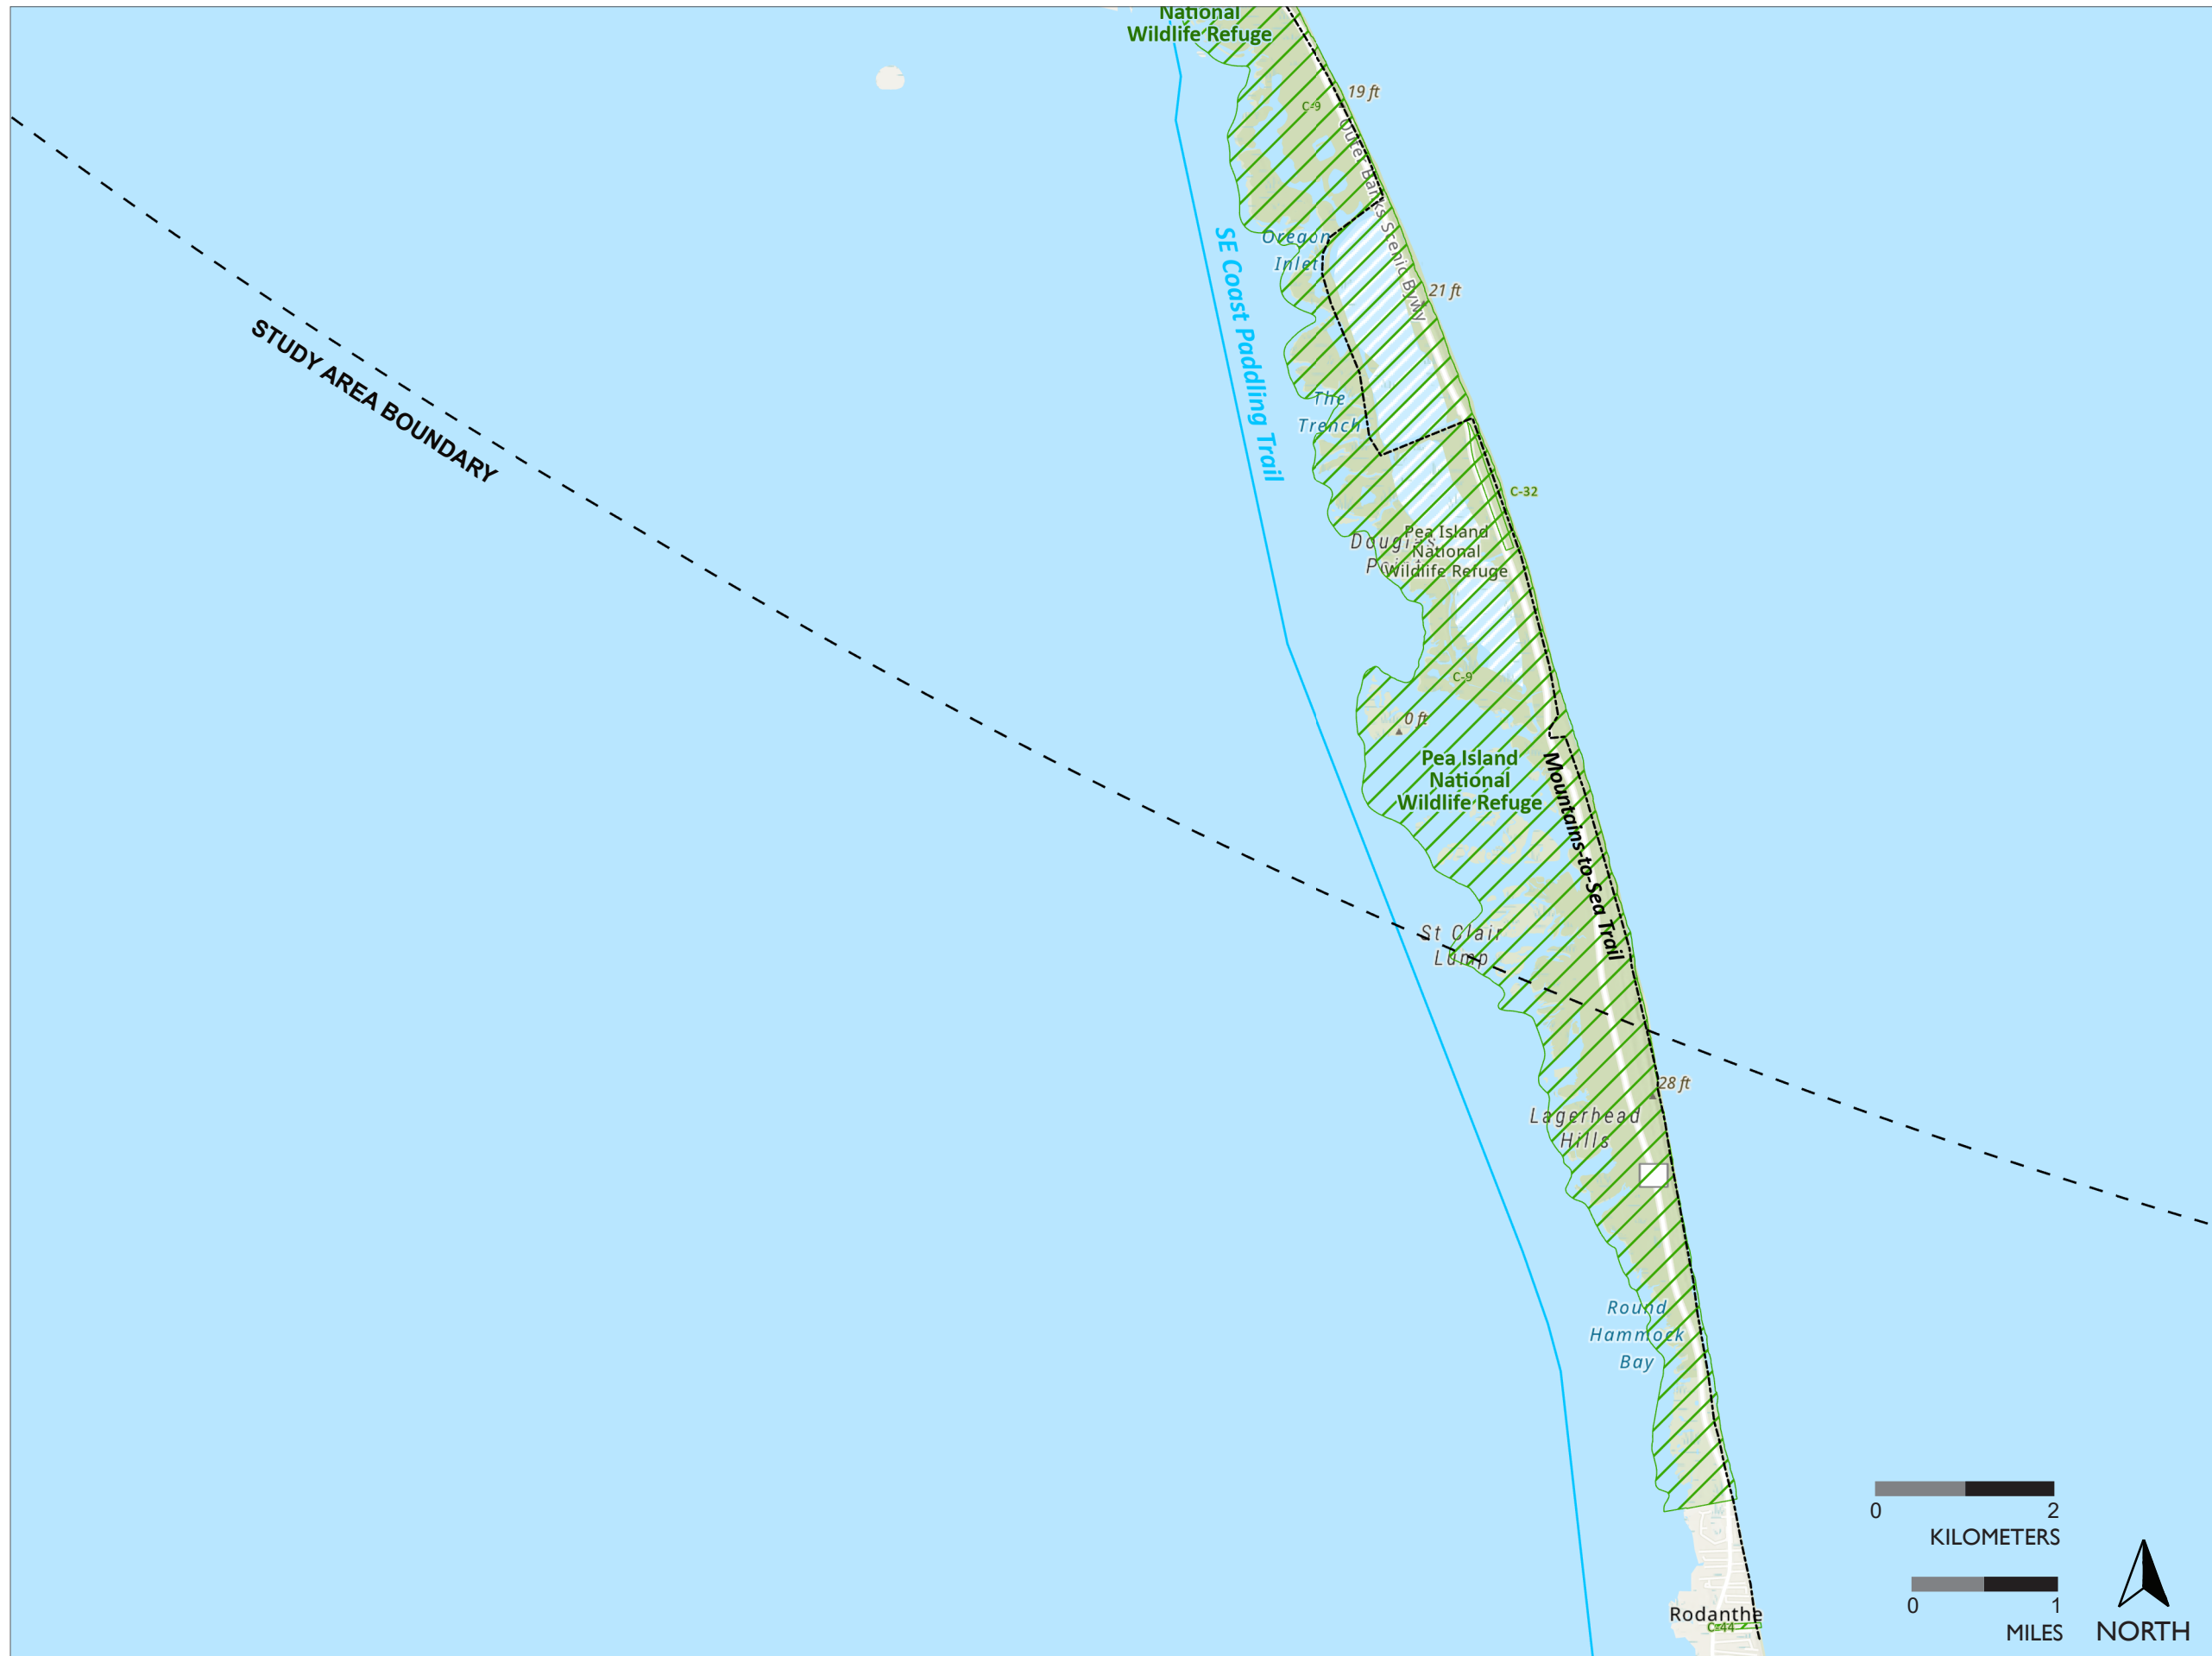 National
Wildlife Refuge
19 ft
C-9
Outer Banks Scenic Bywy
SE Coast Paddling Trail
Oregon
Inlet
21 ft
STUDY AREA BOUNDARY
The
Trench
C-32
Pea Island
National
Wildlife Refuge
Douglas
C-9
0 ft
Pea Island
National
Wildlife Refuge
Mountains-to-Sea Trail
St Clair
Lump
28 ft
Lagerhead
Hills
Round
Hammock
Bay
0 2
KILOMETERS
0 1
MILES
NORTH
Rodanthe
C-44